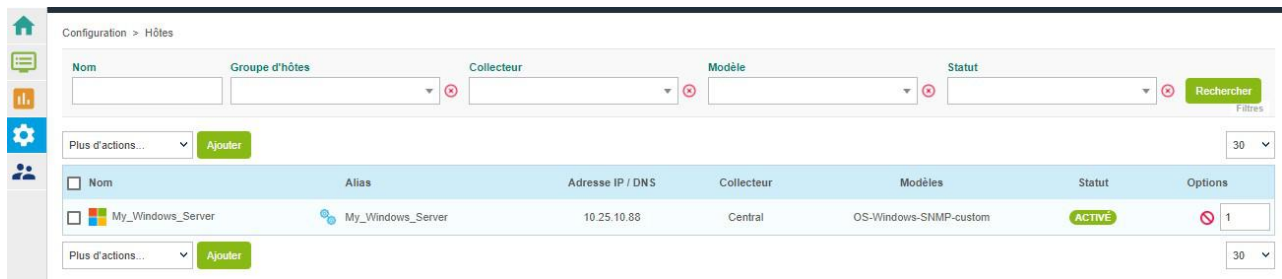 Configuration > Hôtes
Nom Groupe d'hôtes Collecteur Modèle Statut
Rechercher
Filtres
Plus d'actions... Ajouter 30
Nom Alias Adresse IP / DNS Collecteur Modèles Statut Options
My_Windows_Server My_Windows_Server 10.25.10.88 Central OS-Windows-SNMP-custom ACTIVÉ 1
Plus d'actions... Ajouter 30